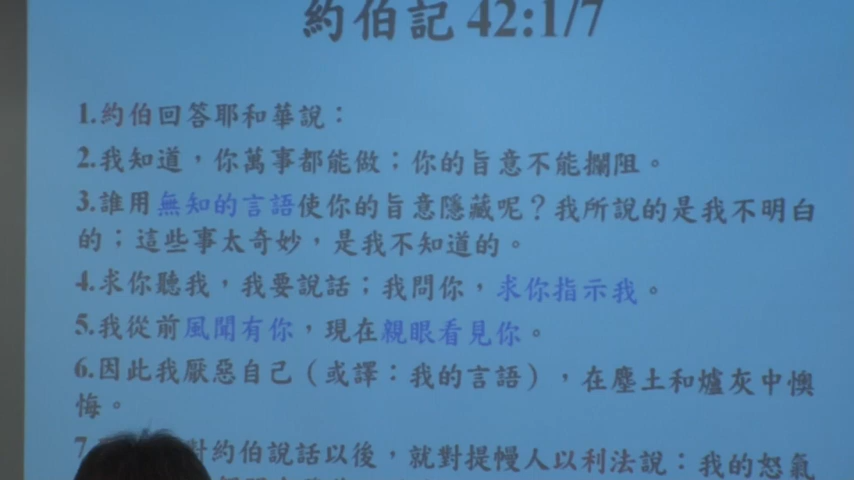 約伯記 42:1/7
1.約伯回答耶和華說：
2.我知道，你萬事都能做；你的旨意不能攔阻。
3.誰用無知的言語使你的旨意隱藏呢？我所說的是我不明白
的；這些事太奇妙，是我不知道的。
4.求你聽我，我要說話；我問你，求你指示我。
5.我從前風聞有你，現在親眼看見你。
6.因此我厭惡自己（或譯：我的言語），在塵土和爐灰中懊
悔。
7.對約伯說話以後，就對提幔人以利法說：我的怒氣